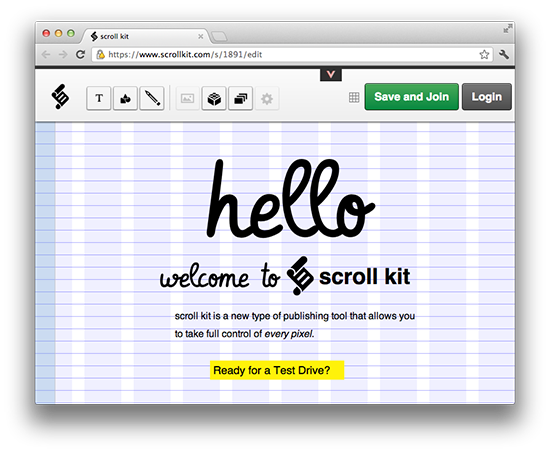 scroll kit
https://www.scrollkit.com/s/1891/edit
T
Save and Join
Login
hello
welcome to scroll kit
scroll kit is a new type of publishing tool that allows you
to take full control of every pixel.
Ready for a Test Drive?